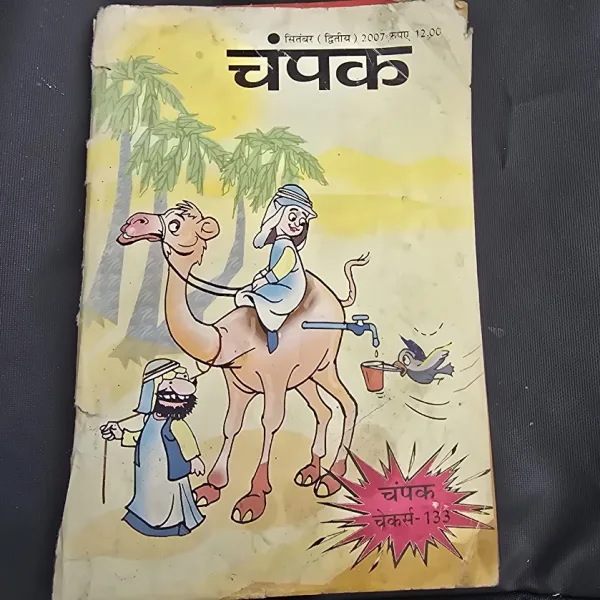 सितंबर ( द्वितीय ) 2007 रुपए 12.00
चंपक
चंपक
चेकर्स-133